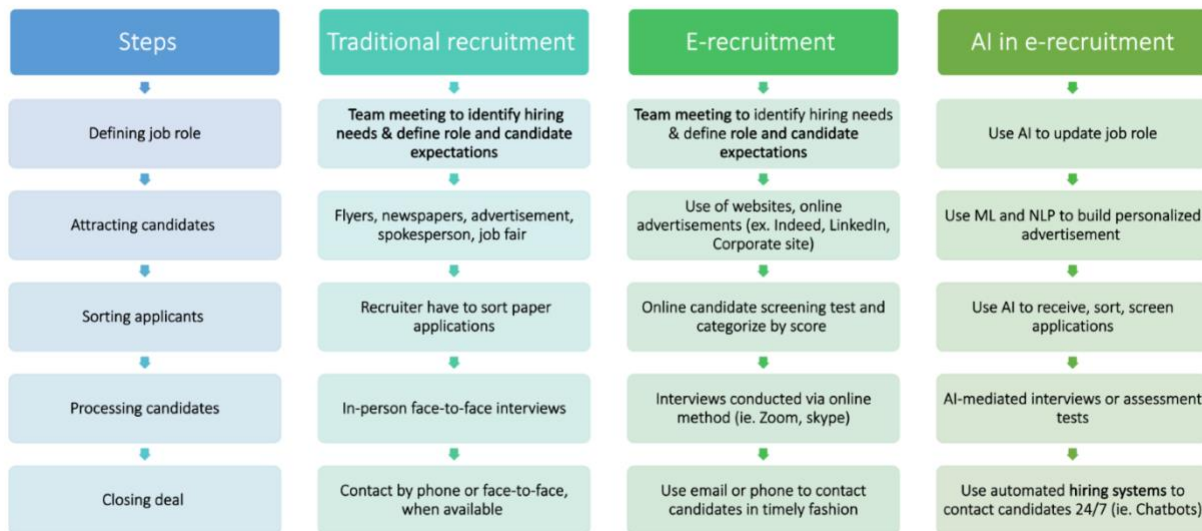 Steps
Traditional recruitment
E-recruitment
AI in e-recruitment
Defining job role
Team meeting to identify hiring
needs & define role and candidate
expectations
Team meeting to identify hiring needs
& define role and candidate
expectations
Use AI to update job role
Attracting candidates
Flyers, newspapers, advertisement,
spokesperson, job fair
Use of websites, online
advertisements (ex. Indeed, LinkedIn,
Corporate site)
Use ML and NLP to build personalized
advertisement
Sorting applicants
Recruiter have to sort paper
applications
Online candidate screening test and
categorize by score
Use AI to receive, sort, screen
applications
Processing candidates
In-person face-to-face interviews
Interviews conducted via online
method (ie. Zoom, skype)
AI-mediated interviews or assessment
tests
Closing deal
Contact by phone or face-to-face,
when available
Use email or phone to contact
candidates in timely fashion
Use automated hiring systems to
contact candidates 24/7 (ie. Chatbots)